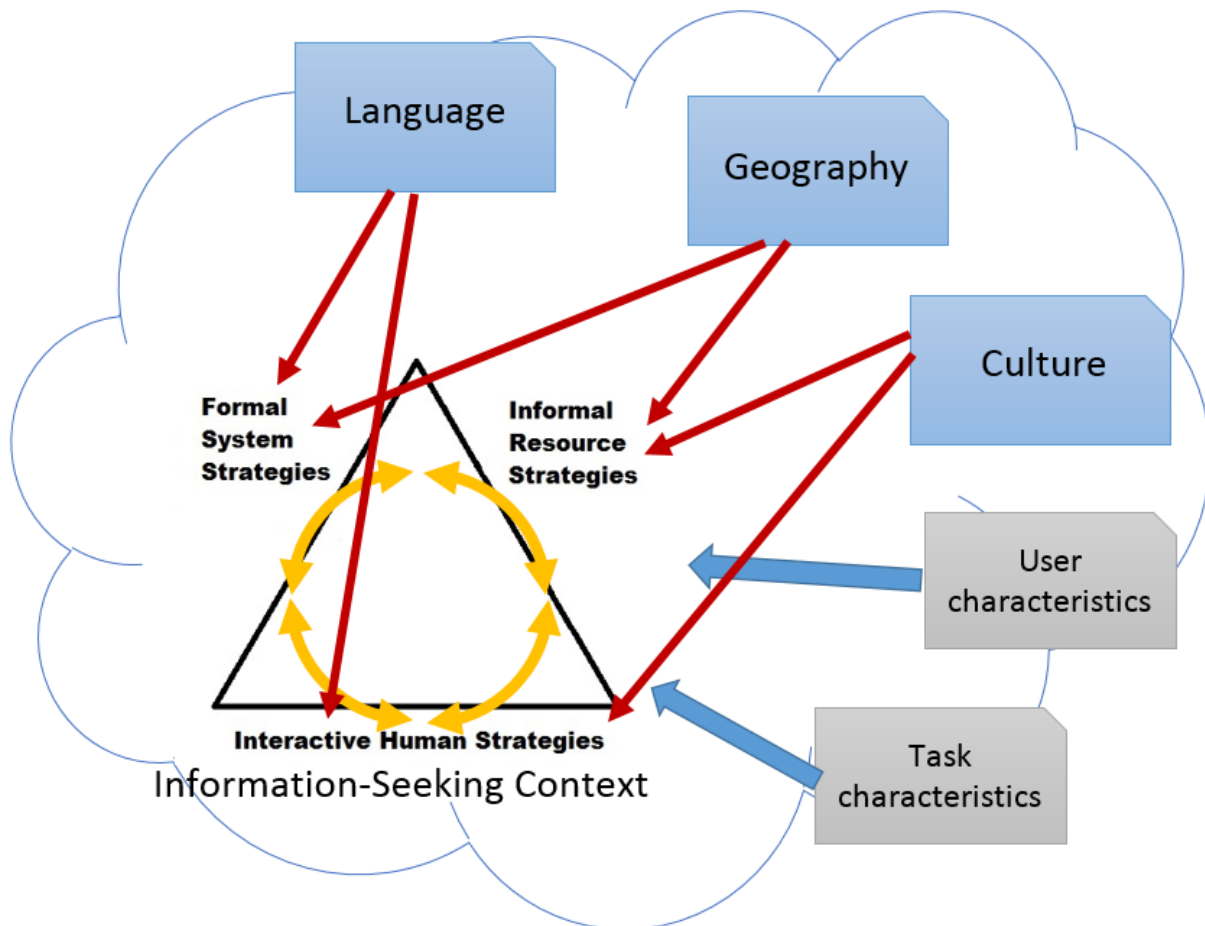 Language
Geography
Culture
Formal
System
Strategies
Informal
Resource
Strategies
User
characteristics
Interactive Human Strategies
Information-Seeking Context
Task
characteristics